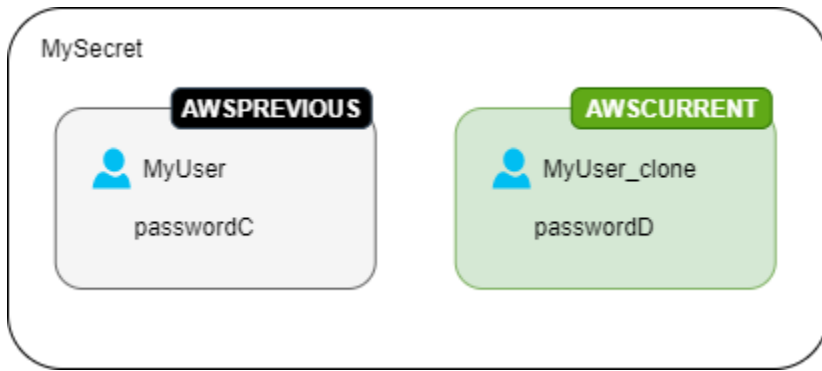 MySecret
AWSPREVIOUS
MyUser
passwordC
AWSCURRENT
MyUser_clone
passwordD